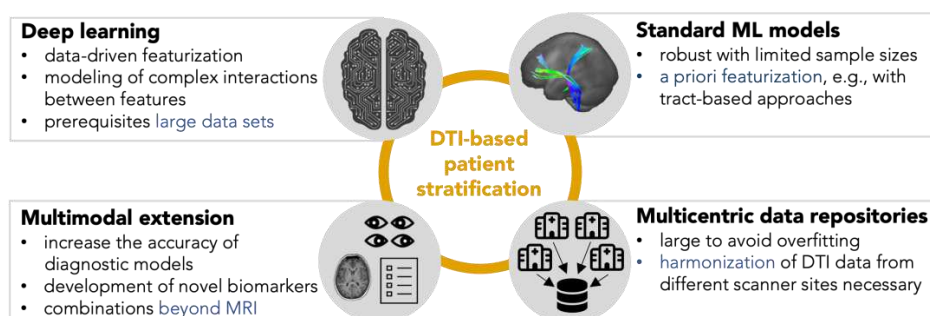 Deep learning
• data-driven featurization
• modeling of complex interactions
between features
• prerequisites large data sets
Standard ML models
• robust with limited sample sizes
• a priori featurization, e.g., with
tract-based approaches
DTI-based
patient
stratification
Multimodal extension
• increase the accuracy of
diagnostic models
• development of novel biomarkers
• combinations beyond MRI
Multicentric data repositories
• large to avoid overfitting
• harmonization of DTI data from
different scanner sites necessary